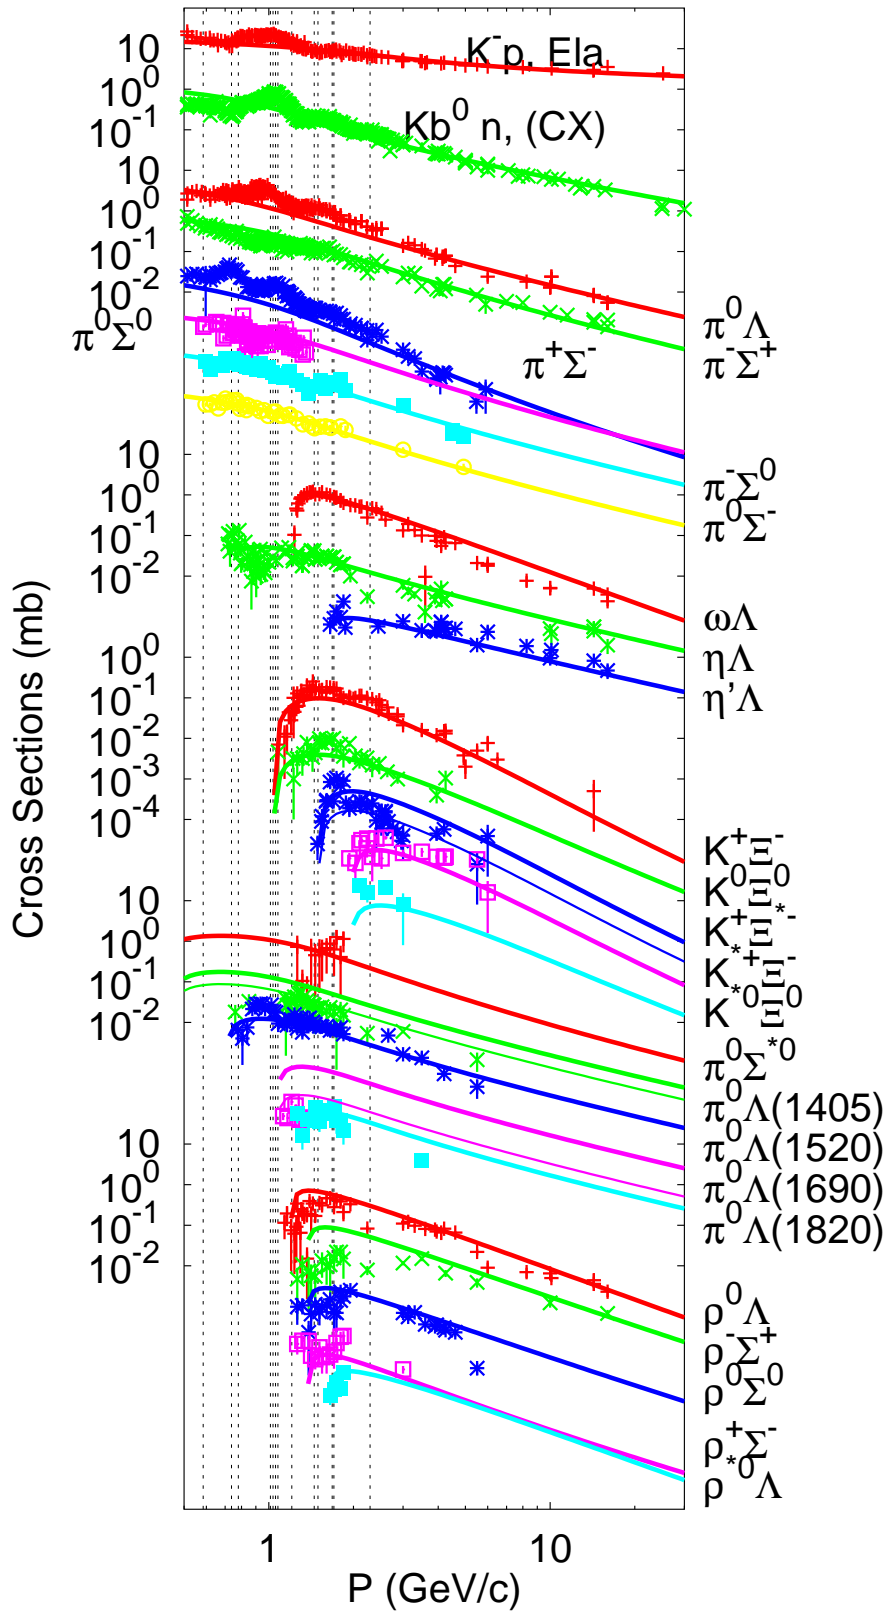 10
K⁻p, Ela
10⁰
Kb⁰ n, (CX)
10⁻¹
10
10⁰
10⁻¹
10⁻²
π⁰Σ⁰
π⁰Λ
π⁺Σ⁻
π⁻Σ⁺
10
π⁻Σ⁰
10⁰
π⁰Σ⁻
10⁻¹
10⁻²
ωΛ
10⁰
ηΛ
10⁻¹
η'Λ
10⁻²
10⁻³
10⁻⁴
K⁺Ξ⁻
K⁰Ξ⁰
10
K⁺Ξ*⁻
10⁰
K*⁺Ξ⁻
10⁻¹
K*⁰Ξ⁰
10⁻²
π⁰Σ*⁰
π⁰Λ(1405)
10
π⁰Λ(1520)
10⁰
π⁰Λ(1690)
10⁻¹
π⁰Λ(1820)
10⁻²
ρ⁰Λ
ρ⁻Σ⁺
ρ⁰Σ⁰
ρ⁺Σ⁻
ρ*⁰Λ
Cross Sections (mb)
1 10
P (GeV/c)